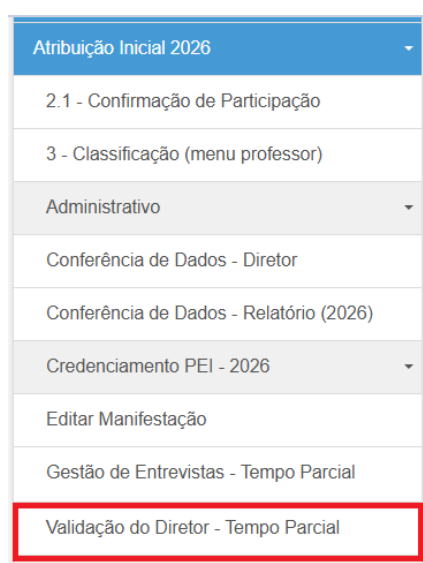 Atribuição Inicial 2026
2.1 - Confirmação de Participação
3 - Classificação (menu professor)
Administrativo
Conferência de Dados - Diretor
Conferência de Dados - Relatório (2026)
Credenciamento PEI - 2026
Editar Manifestação
Gestão de Entrevistas - Tempo Parcial
Validação do Diretor - Tempo Parcial